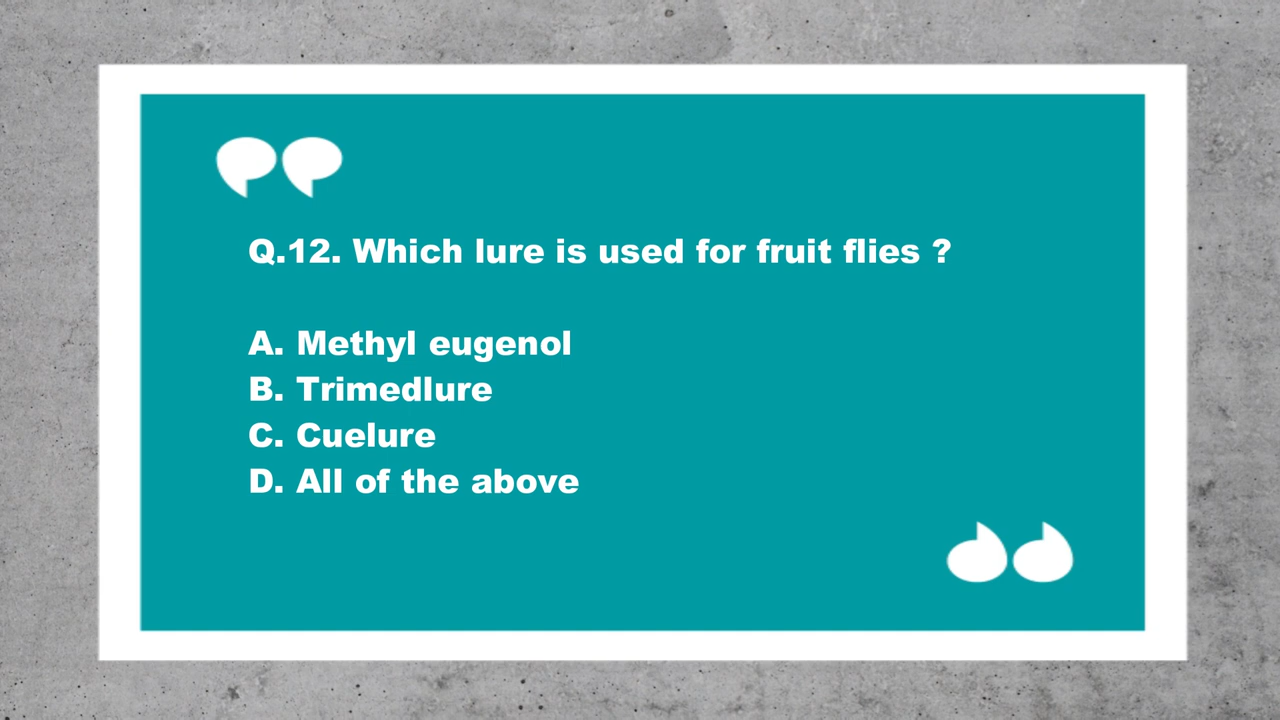 Q.12. Which lure is used for fruit flies ?
A. Methyl eugenol
B. Trimedlure
C. Cuelure
D. All of the above